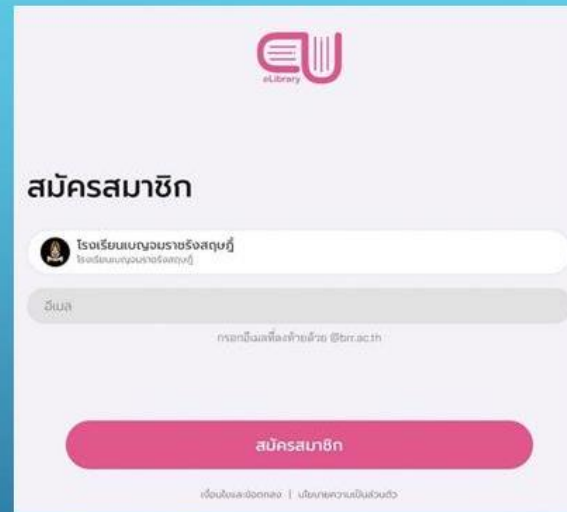 eLibrary
สมัครสมาชิก
โรงเรียนเบญจมราชรังสฤษฎิ์
โรงเรียนเบญจมราชรังสฤษฎิ์
อีเมล
กรอกอีเมลที่ลงท้ายด้วย @brr.ac.th
สมัครสมาชิก
เงื่อนไขและข้อตกลง | นโยบายความเป็นส่วนตัว